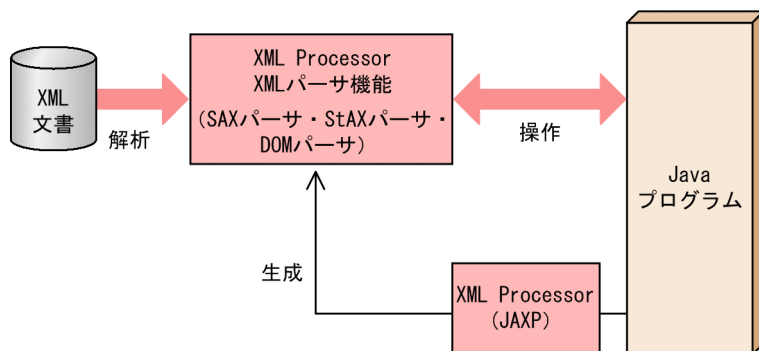 XML
文書
解析
XML Processor
XMLパーサ機能
(SAXパーサ・StAXパーサ・
DOMパーサ)
操作
Java
プログラム
生成
XML Processor
(JAXP)